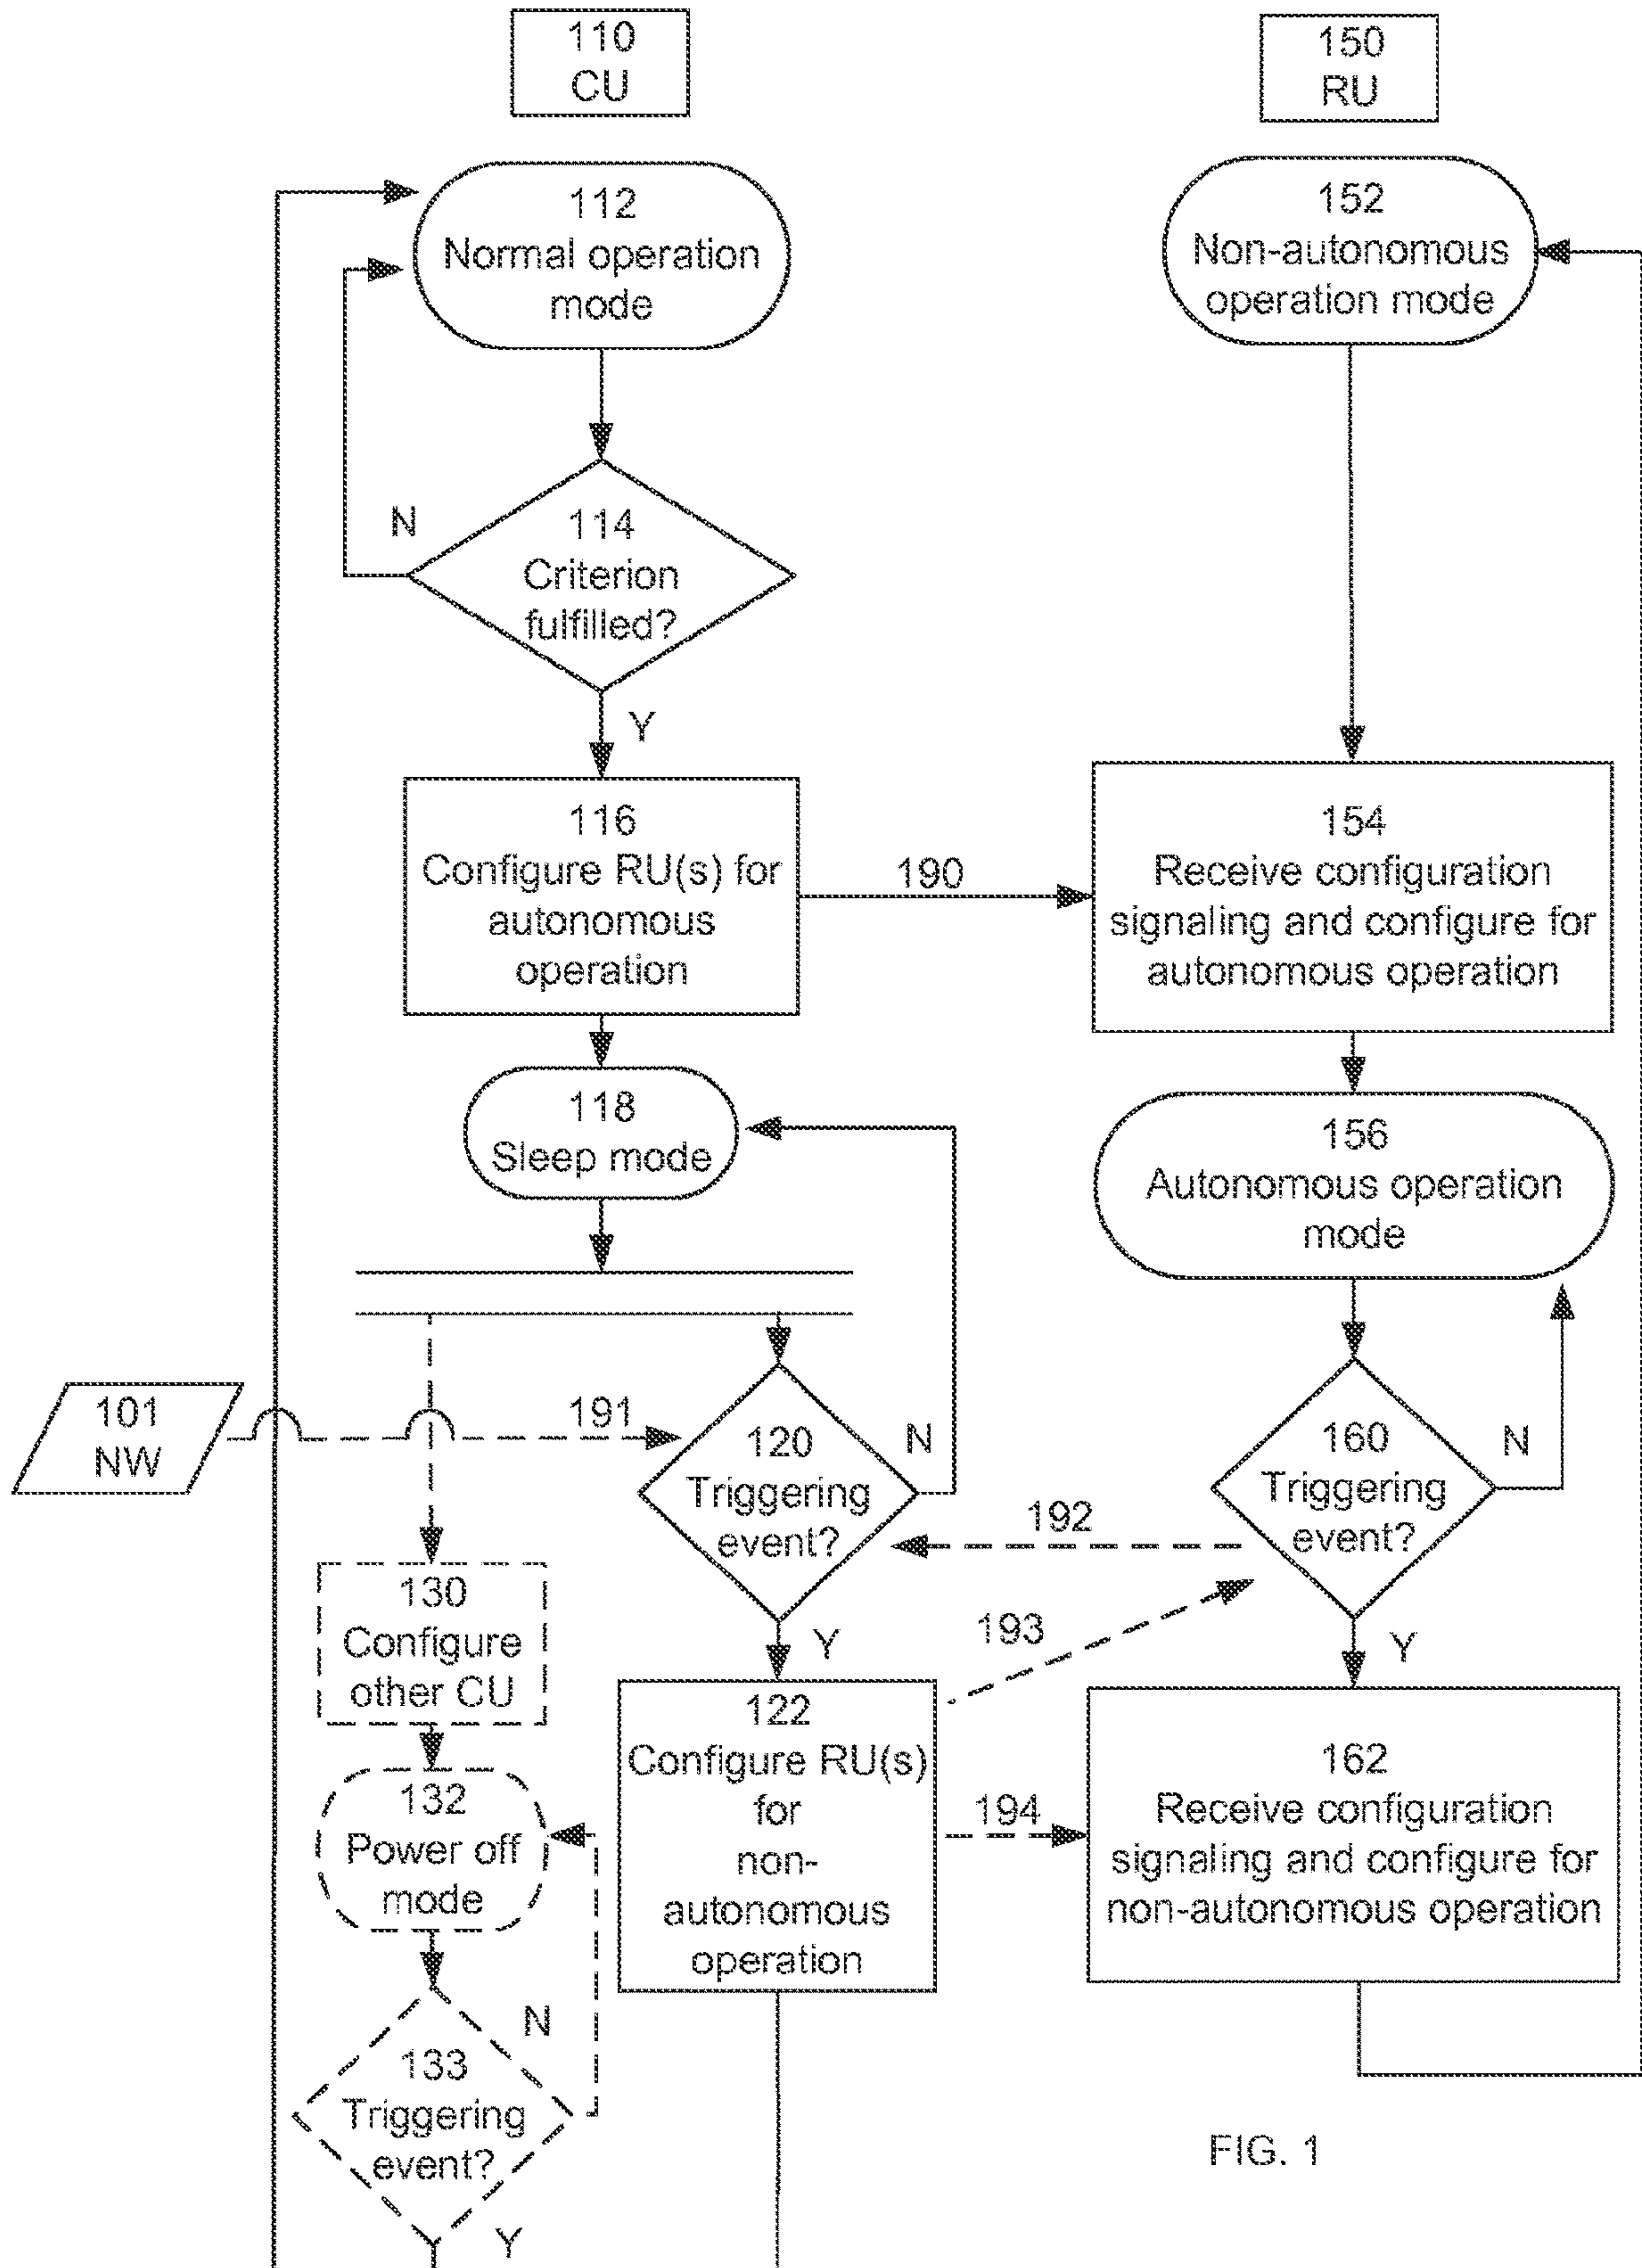 110
CU
150
RU
112
Normal operation
mode
152
Non-autonomous
operation mode
N
114
Criterion
fulfilled?
Y
116
Configure RU(s) for
autonomous
operation
190
154
Receive configuration
signaling and configure for
autonomous operation
118
Sleep mode
156
Autonomous operation
mode
101
NW
191
120
Triggering
event?
N
160
Triggering
event?
N
192
130
Configure
other CU
Y
193
Y
122
Configure RU(s)
for
non-
autonomous
operation
194
162
Receive configuration
signaling and configure for
non-autonomous operation
132
Power off
mode
N
133
Triggering
event?
Y
FIG. 1